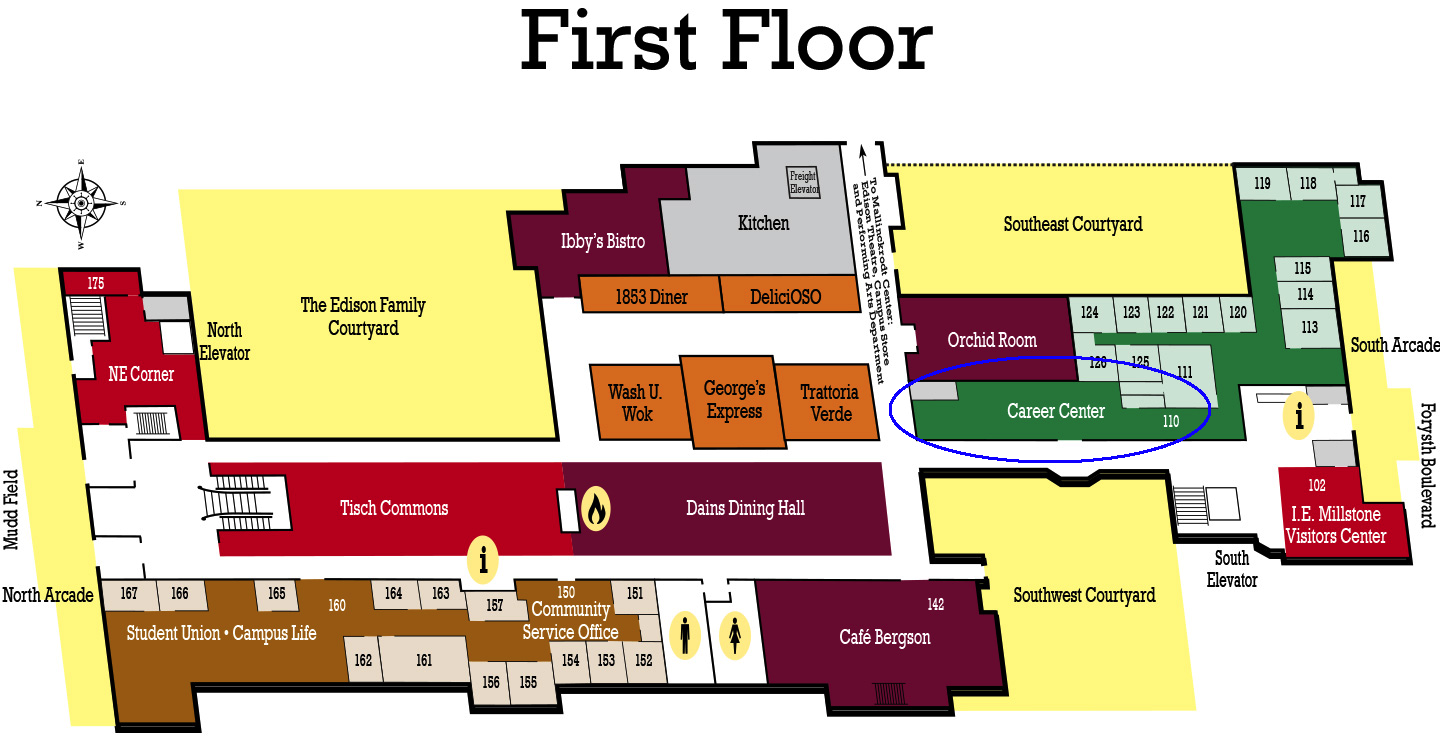 First Floor
E
N
S
W
To Mallinckrodt Center:
Edison Theatre, Campus Store
and Performing Arts Department
Freight
Elevator
Kitchen
Ibby's Bistro
1853 Diner
DeliciOSO
Southeast Courtyard
119
118
117
116
115
114
113
175
The Edison Family
Courtyard
North
Elevator
NE Corner
Orchid Room
124
123
122
121
120
126
125
111
South Arcade
Wash U.
Wok
George's
Express
Trattoria
Verde
Career Center
110
i
Forysth Boulevard
Mudd Field
Tisch Commons
Dains Dining Hall
102
I.E. Millstone
Visitors Center
South
Elevator
i
North Arcade
167
166
165
160
164
163
157
150
151
Student Union • Campus Life
Community
Service Office
162
161
156
155
154
153
152
142
Café Bergson
Southwest Courtyard